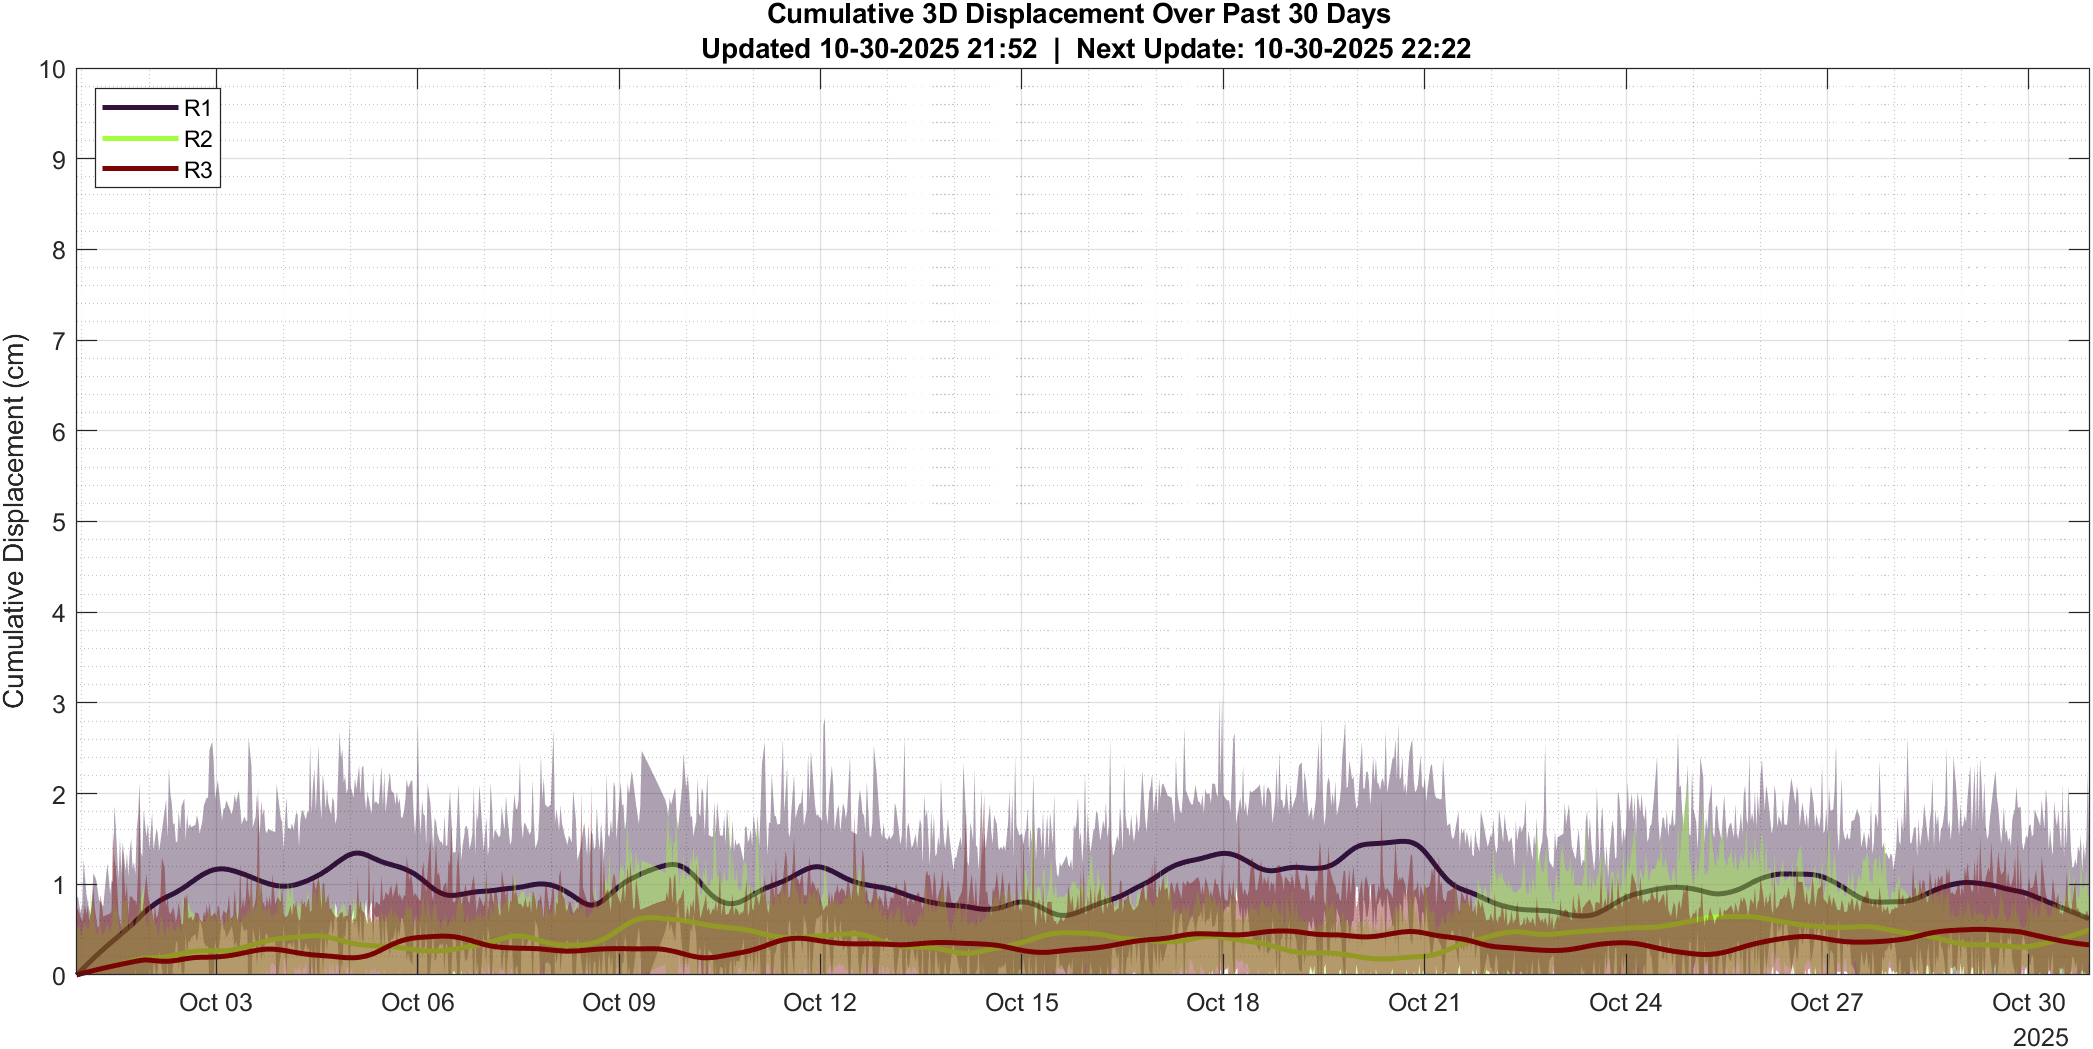 Cumulative 3D Displacement Over Past 30 Days
Updated 10-30-2025 21:52 | Next Update: 10-30-2025 22:22
R1
R2
R3
Cumulative Displacement (cm)
10
9
8
7
6
5
4
3
2
1
0
Oct 03 Oct 06 Oct 09 Oct 12 Oct 15 Oct 18 Oct 21 Oct 24 Oct 27 Oct 30
2025